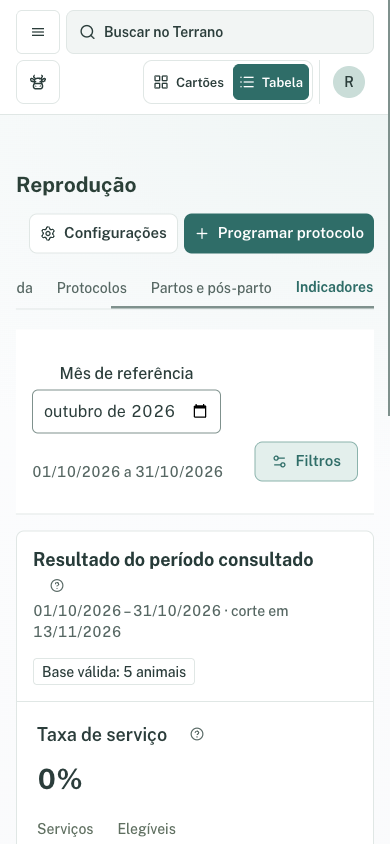 Buscar no Terrano
Cartões
Tabela
R
Reprodução
Configurações
Programar protocolo
da
Protocolos
Partos e pós-parto
Indicadores
Mês de referência
outubro de 2026
01/10/2026 a 31/10/2026
Filtros
Resultado do período consultado
01/10/2026–31/10/2026 · corte em
13/11/2026
Base válida: 5 animais
Taxa de serviço
0%
Serviços
Elegíveis